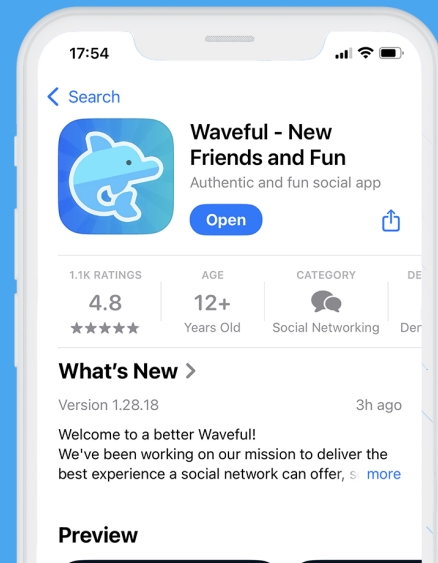 17:54
Search
Waveful - New
Friends and Fun
Authentic and fun social app
Open
1.1K RATINGS
4.8
★★★★★
AGE
12+
Years Old
CATEGORY
Social Networking
DE
Der
What's New
Version 1.28.18
3h ago
Welcome to a better Waveful!
We've been working on our mission to deliver the
best experience a social network can offer, s
more
Preview